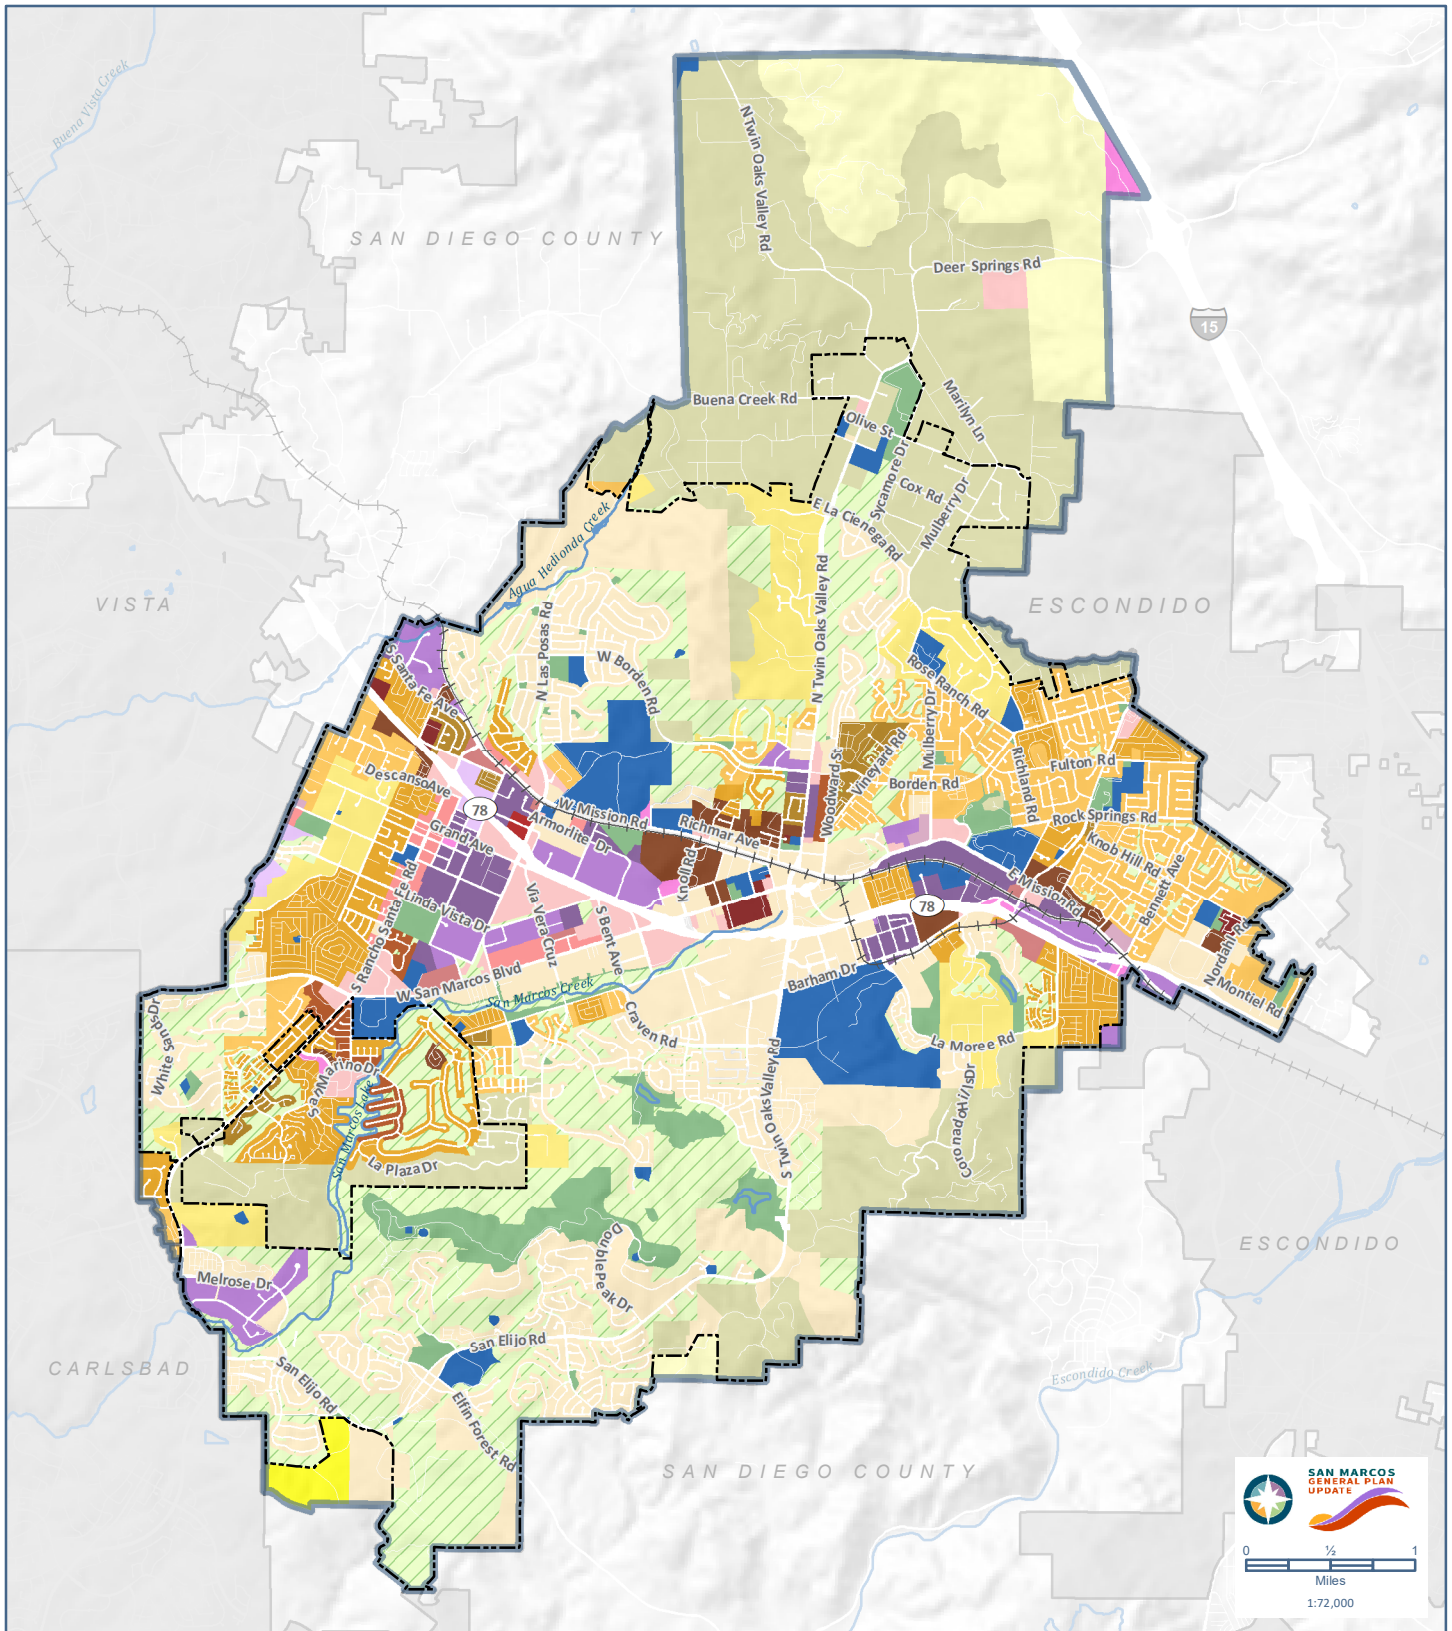 Buena Vista Creek
SAN DIEGO COUNTY
N Twin Oaks Valley Rd
Deer Springs Rd
15
Buena Creek Rd
Marilyn Ln
Olive St
Sycamore Dr
Cox Rd
Mulberry Dr
E La Cienega Rd
Agua Hedionda Creek
VISTA
ESCONDIDO
N Las Posas Rd
W Borden Rd
N Twin Oaks Valley Rd
Rose Ranch Rd
Mulberry Dr
S Santa Fe Ave
Descanso Ave
78
Grand Ave
W Mission Rd
Armorlite Dr
Richmar Ave
Woodward St
Vineyard Rd
Borden Rd
Richland Rd
Fulton Rd
Rock Springs Rd
Knob Hill Rd
Bennett Ave
E Mission Rd
Knoll Rd
S Rancho Santa Fe Rd
Linda Vista Dr
Via Vera Cruz
S Bent Ave
78
Nordahl Rd
Montiel Rd
W San Marcos Blvd
San Marcos Creek
Barham Dr
White Sands Dr
Craven Rd
La Moree Rd
San Marino Dr
San Marcos Lake
S Twin Oaks Valley Rd
Coronado Hills Dr
La Plaza Dr
Double Peak Dr
Melrose Dr
ESCONDIDO
San Elijo Rd
CARLSBAD
San Elijo Rd
Elfin Forest Rd
Escondido Creek
SAN DIEGO COUNTY
SAN MARCOS
GENERAL PLAN
UPDATE
0 ½ 1
Miles
1:72,000